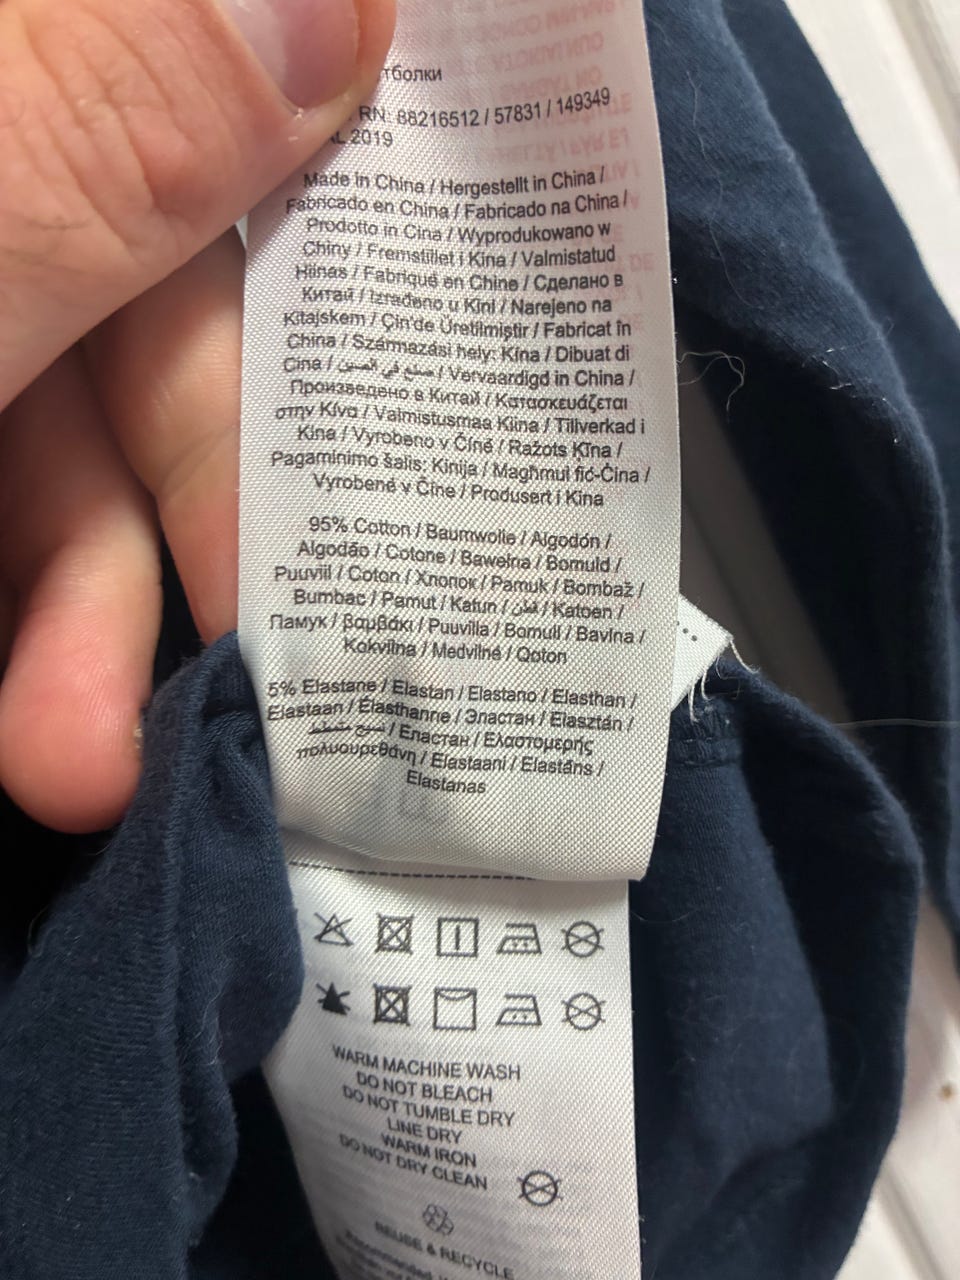 тболки
RN: 88216512 / 57831 / 149349
2019
Made in China / Hergestellt in China /
Fabricado en China / Fabricado na China /
Prodotto in Cina / Wyprodukowano w
Chiny / Fremstillet i Kina / Valmistatud
Hiinas / Fabriqué en Chine / Сделано в
Китай / Izrađeno u Kini / Narejeno na
Kitajskem / Çin'de Üretilmiştir / Fabricat în
China / Származási hely: Kína / Dibuat di
Cina / صنع في الصين / Vervaardigd in China /
Произведено в Китай / Κατασκευάζεται
στην Κίνα / Valmistusmaa Kiina / Tillverkad i
Kina / Vyrobeno v Číně / Ražots Ķīna /
Pagaminimo šalis: Kinija / Magħmul fiċ-Ċina /
Vyrobené v Číne / Produsert i Kina
95% Cotton / Baumwolle / Algodón /
Algodão / Cotone / Bawełna / Bomuld /
Puuvill / Coton / Хлопок / Pamuk / Bombaž /
Bumbac / Pamut / Katun / قطن / Katoen /
Памук / βαμβάκι / Puuvilla / Bomull / Bavlna /
Kokvilna / Medvilnė / Qoton
5% Elastane / Elastan / Elastano / Elasthan /
Elastaan / Élasthanne / Эластан / Elasztán /
نسيج متمطط / Еластан / Ελαστομερής
πολυουρεθάνη / Elastaani / Elastāns /
Elastanas
WARM MACHINE WASH
DO NOT BLEACH
DO NOT TUMBLE DRY
LINE DRY
WARM IRON
DO NOT DRY CLEAN
REUSE & RECYCLE